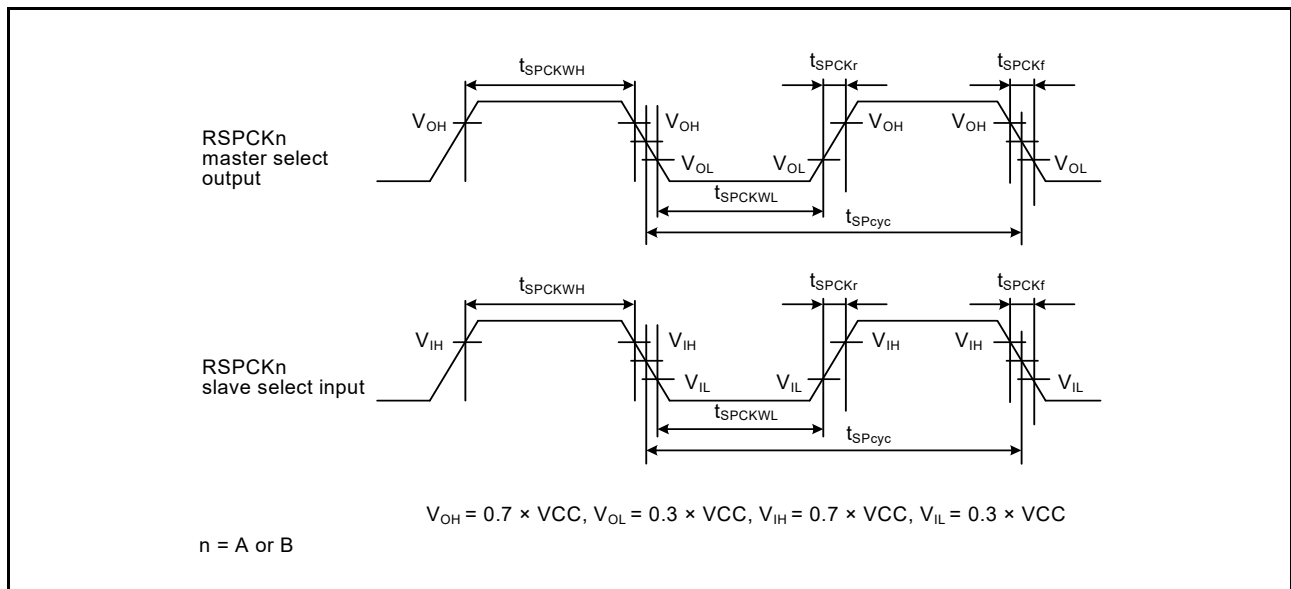 tSPCKWH
tSPCKr
tSPCKf
VOH
VOH
VOH
VOH
RSPCKn
master select
output
VOL
VOL
VOL
tSPCKWL
tSPcyc
tSPCKWH
tSPCKr
tSPCKf
VIH
VIH
VIH
VIH
RSPCKn
slave select input
VIL
VIL
VIL
tSPCKWL
tSPcyc
VOH = 0.7 × VCC, VOL = 0.3 × VCC, VIH = 0.7 × VCC, VIL = 0.3 × VCC
n = A or B